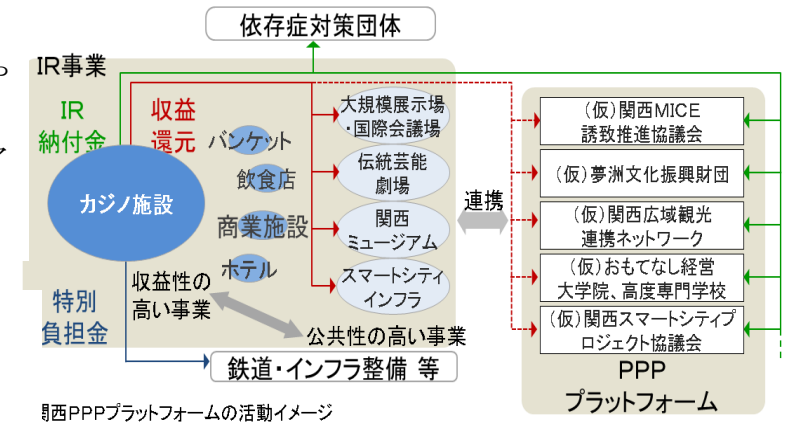 依存症対策団体
IR事業
IR
納付金
収益
還元
バンケット
飲食店
商業施設
ホテル
カジノ施設
大規模展示場
・国際会議場
伝統芸能
劇場
関西
ミュージアム
スマートシティ
インフラ
連携
(仮)関西MICE
誘致推進協議会
(仮)夢洲文化振興財団
(仮)関西広域観光
連携ネットワーク
(仮)おもてなし経営
大学院、高度専門学校
(仮)関西スマートシティプ
ロジェクト協議会
PPP
プラットフォーム
収益性の
高い事業
特別
負担金
公共性の高い事業
鉄道・インフラ整備 等
西PPPプラットフォームの活動イメージ